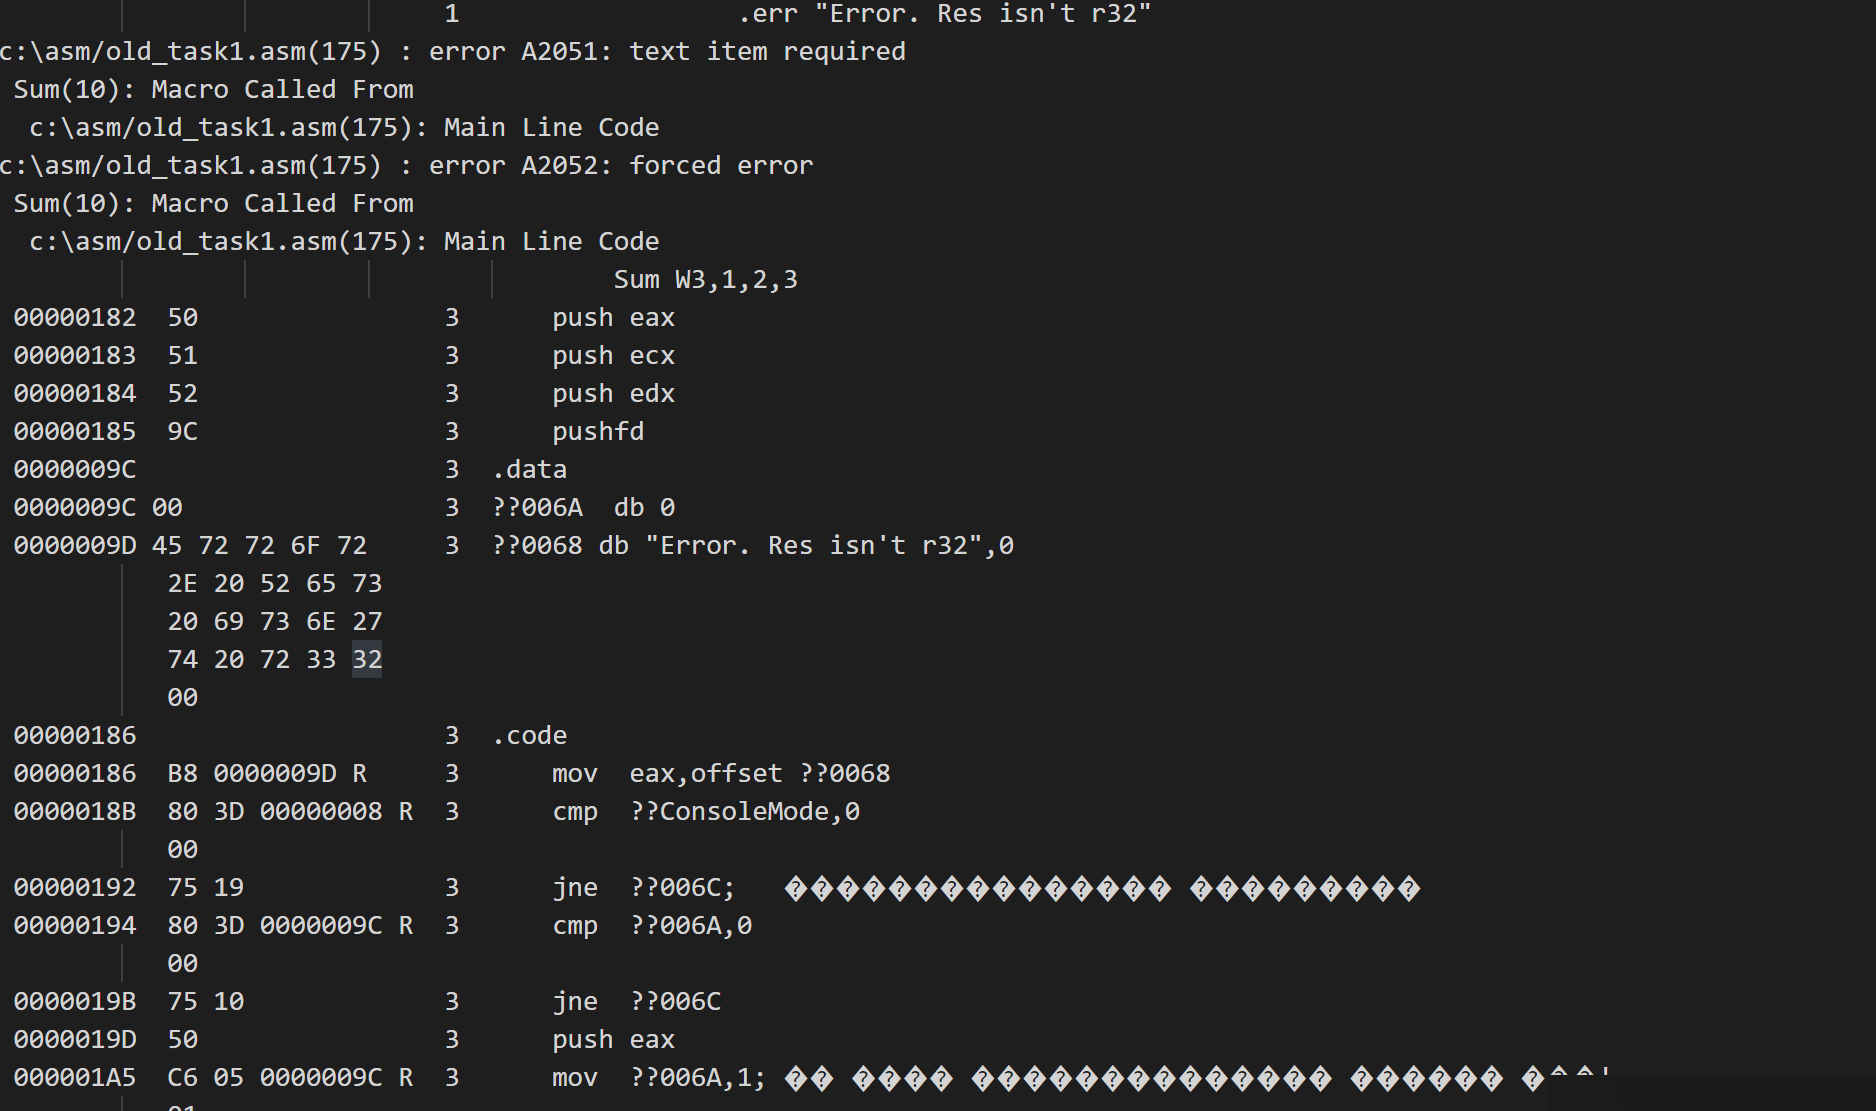 1 .err "Error. Res isn't r32"
c:\asm/old_task1.asm(175) : error A2051: text item required
Sum(10): Macro Called From
c:\asm/old_task1.asm(175): Main Line Code
c:\asm/old_task1.asm(175) : error A2052: forced error
Sum(10): Macro Called From
c:\asm/old_task1.asm(175): Main Line Code
Sum W3,1,2,3
00000182 50 3 push eax
00000183 51 3 push ecx
00000184 52 3 push edx
00000185 9C 3 pushfd
0000009C 3 .data
0000009C 00 3 ??006A db 0
0000009D 45 72 72 6F 72 3 ??0068 db "Error. Res isn't r32",0
2E 20 52 65 73
20 69 73 6E 27
74 20 72 33 32
00
00000186 3 .code
00000186 B8 0000009D R 3 mov eax,offset ??0068
0000018B 80 3D 00000008 R 3 cmp ??ConsoleMode,0
00
00000192 75 19 3 jne ??006C; ��������������� ���������
00000194 80 3D 0000009C R 3 cmp ??006A,0
00
0000019B 75 10 3 jne ??006C
0000019D 50 3 push eax
000001A5 C6 05 0000009C R 3 mov ??006A,1; �� ���� �������������� ������